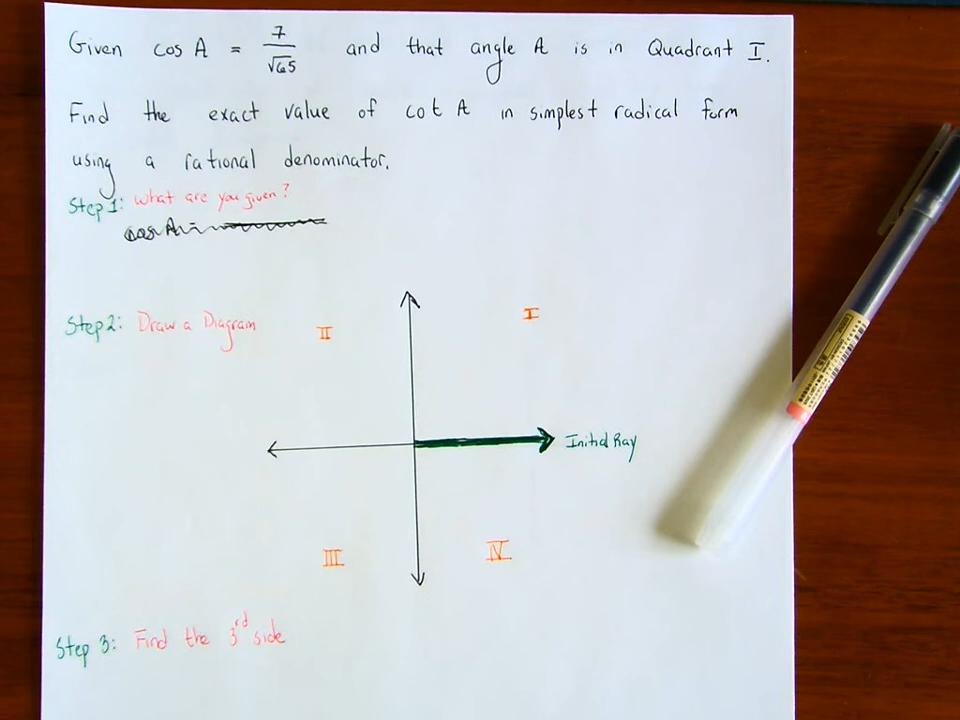 Given cos A = 7/√65 and that angle A is in Quadrant I.
Find the exact value of cot A in simplest radical form
using a rational denominator.
Step 1: What are you given?
cos A =
Step 2: Draw a Diagram
II
I
Initial Ray
III
IV
Step 3: Find the 3rd side